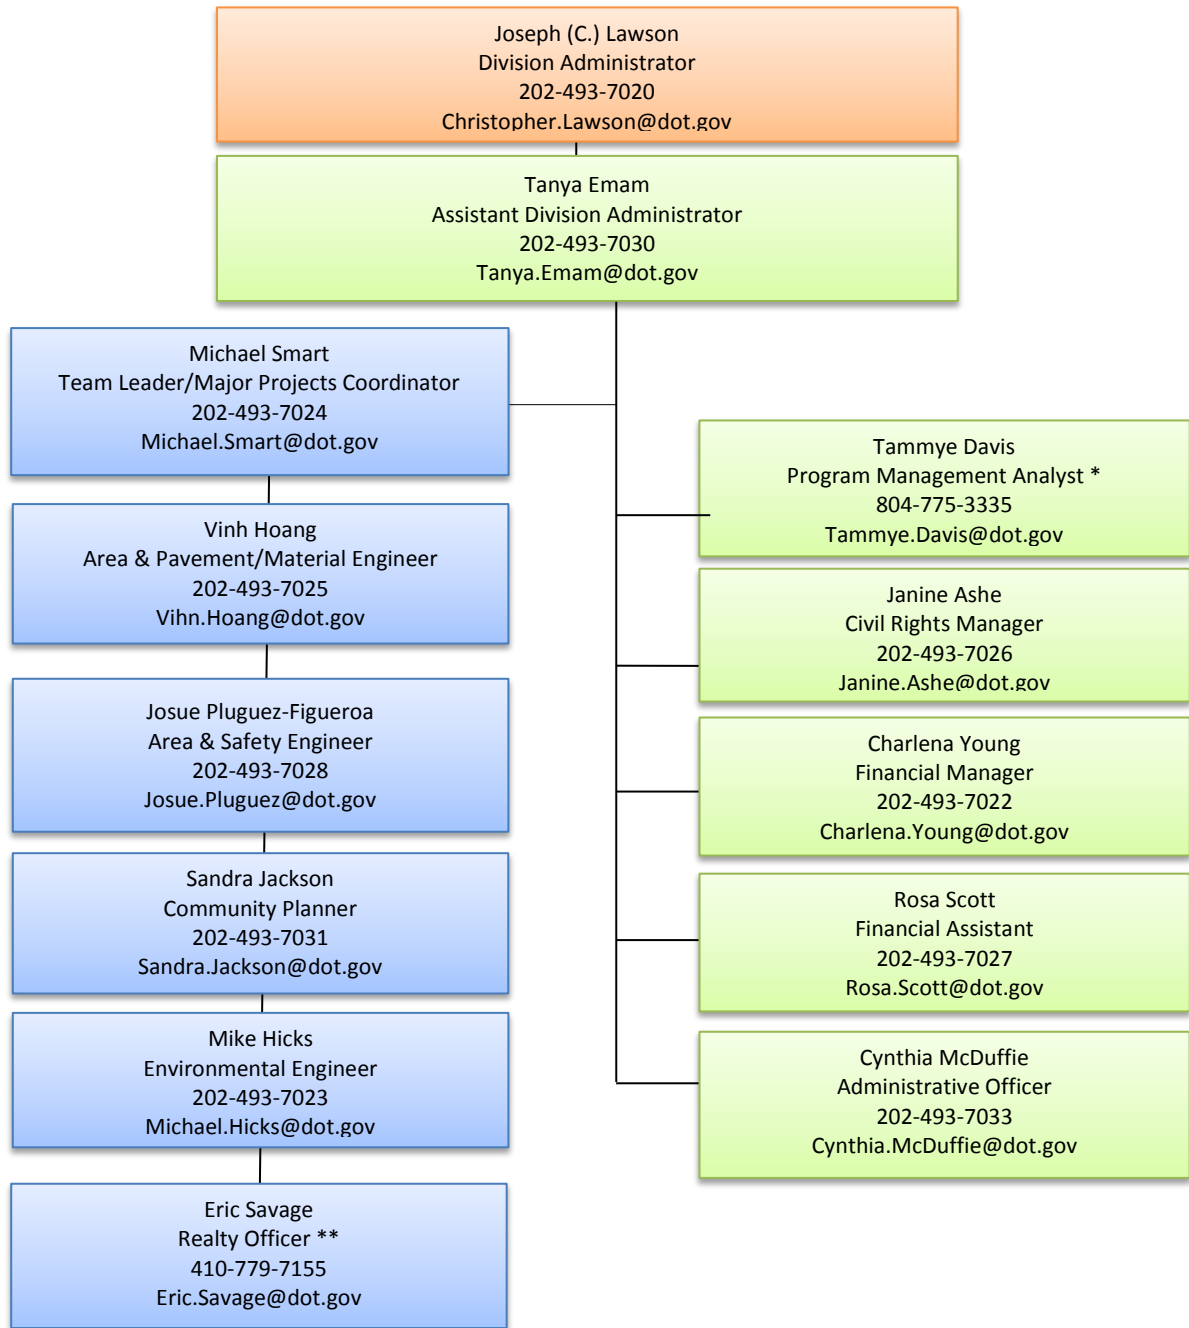 Joseph (C.) Lawson
Division Administrator
202-493-7020
Christopher.Lawson@dot.gov
Tanya Emam
Assistant Division Administrator
202-493-7030
Tanya.Emam@dot.gov
Michael Smart
Team Leader/Major Projects Coordinator
202-493-7024
Michael.Smart@dot.gov
Vinh Hoang
Area & Pavement/Material Engineer
202-493-7025
Vihn.Hoang@dot.gov
Josue Pluguez-Figueroa
Area & Safety Engineer
202-493-7028
Josue.Pluguez@dot.gov
Sandra Jackson
Community Planner
202-493-7031
Sandra.Jackson@dot.gov
Mike Hicks
Environmental Engineer
202-493-7023
Michael.Hicks@dot.gov
Eric Savage
Realty Officer **
410-779-7155
Eric.Savage@dot.gov
Tammye Davis
Program Management Analyst *
804-775-3335
Tammye.Davis@dot.gov
Janine Ashe
Civil Rights Manager
202-493-7026
Janine.Ashe@dot.gov
Charlena Young
Financial Manager
202-493-7022
Charlena.Young@dot.gov
Rosa Scott
Financial Assistant
202-493-7027
Rosa.Scott@dot.gov
Cynthia McDuffie
Administrative Officer
202-493-7033
Cynthia.McDuffie@dot.gov